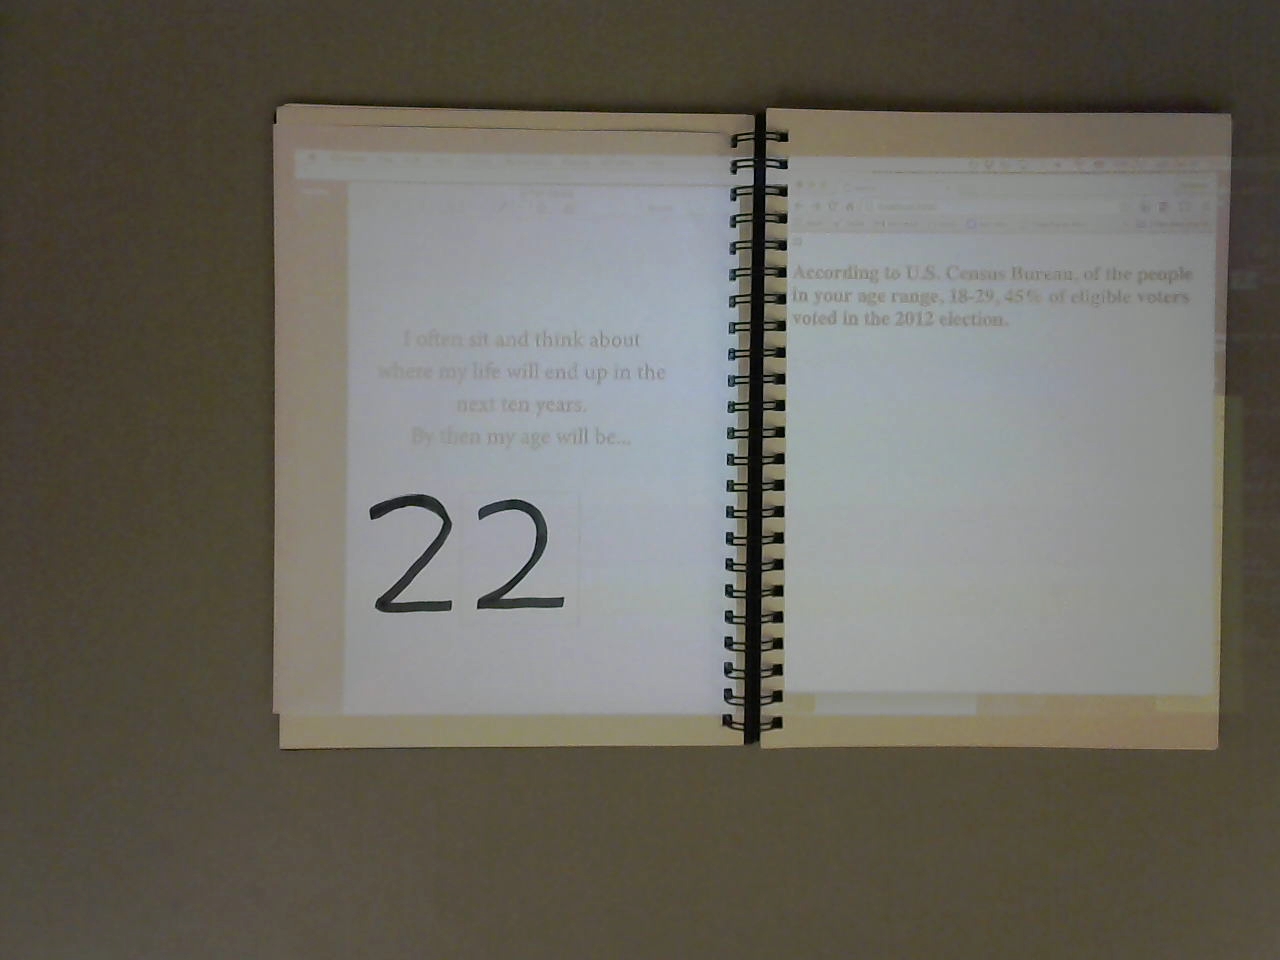 I often sit and think about
where my life will end up in the
next ten years.
By then my age will be...
22
According to U.S. Census Bureau, of the people
in your age range, 18-29, 45% of eligible voters
voted in the 2012 election.